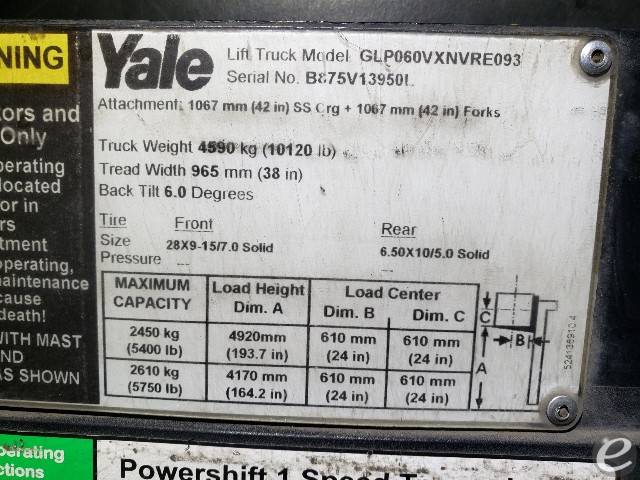 NING
tors and
Only
perating
located
or in
rs
tment
operating,
maintenance
cause
death!
WITH MAST
ND
AS SHOWN
Yale
Lift Truck Model GLP060VXNVRE093
Serial No. B875V13950L
Attachment: 1067 mm (42 in) SS Crg + 1067 mm (42 in) Forks
Truck Weight 4590 kg (10120 lb)
Tread Width 965 mm (38 in)
Back Tilt 6.0 Degrees
Tire Front Rear
Size 28X9-15/7.0 Solid 6.50X10/5.0 Solid
Pressure -- --
MAXIMUM CAPACITY Load Height Dim. A Load Center Dim. B Dim. C
2450 kg 4920mm 610 mm 610 mm
(5400 lb) (193.7 in) (24 in) (24 in)
2610 kg 4170 mm 610 mm 610 mm
(5750 lb) (164.2 in) (24 in) (24 in)
C
B
A
524136910 4
perating
ctions
Powershift 1 Speed
e